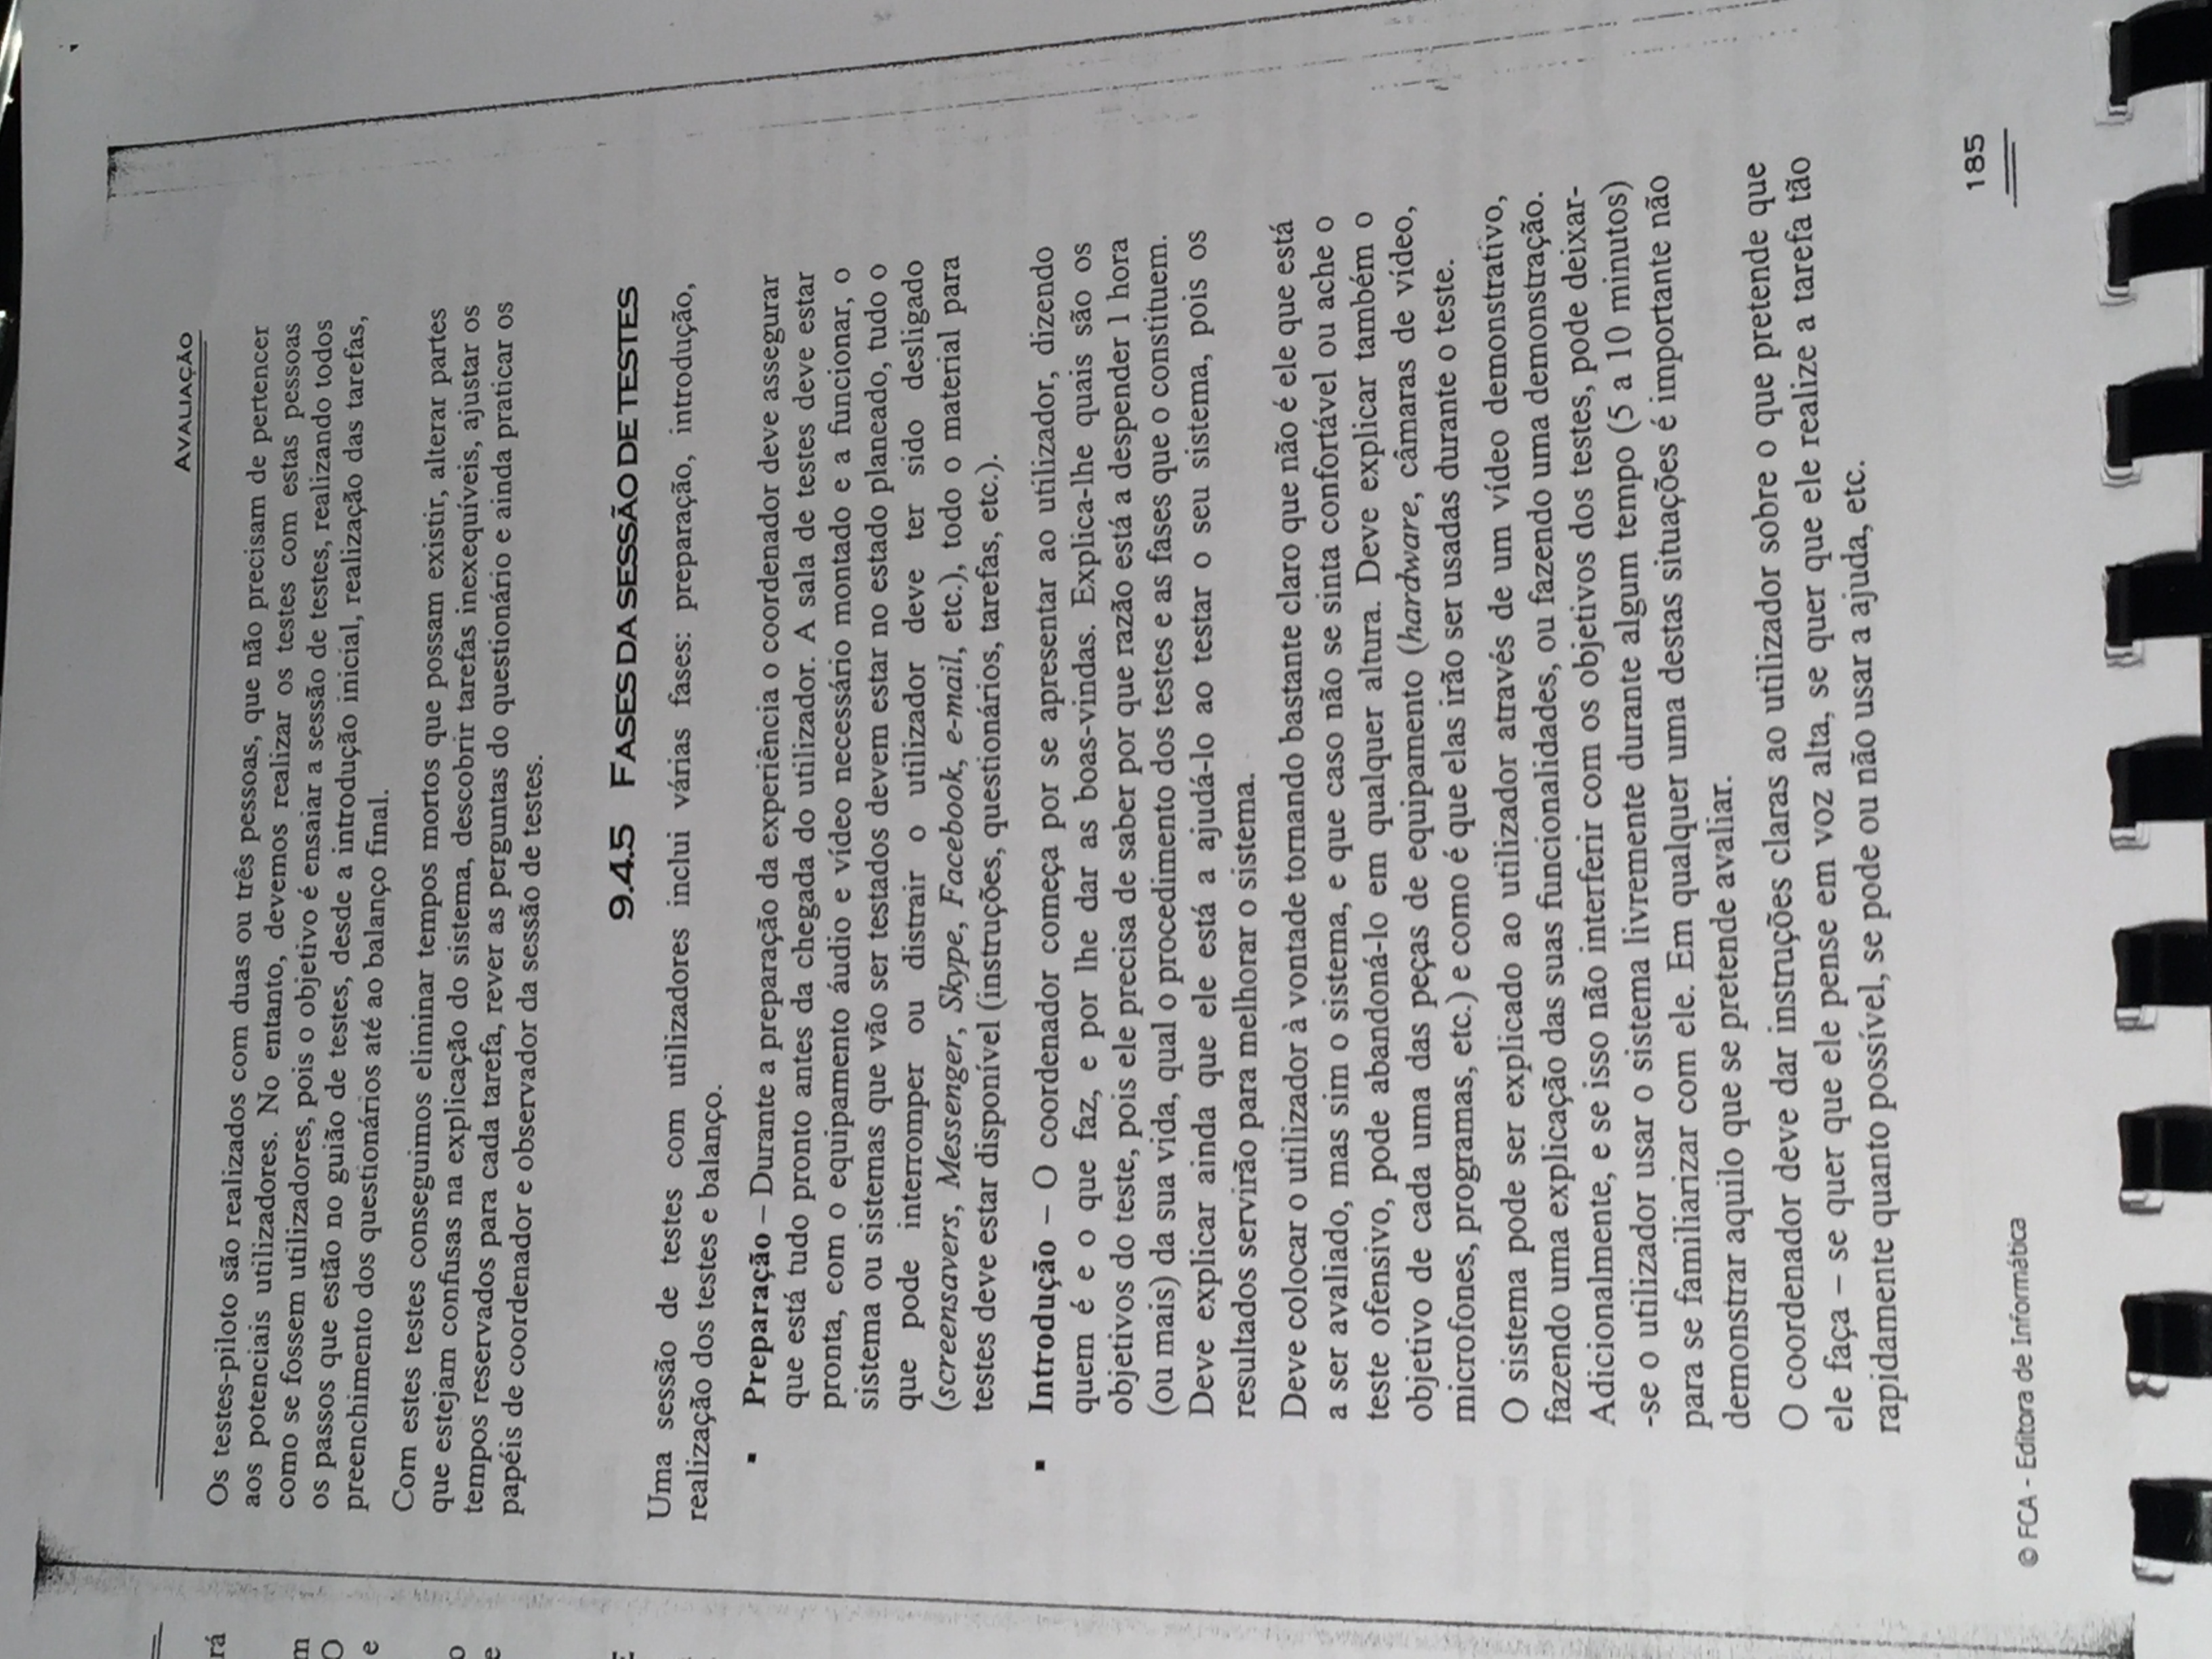 AVALIAÇÃO
rá
m
O
e
o
e
Os testes-piloto são realizados com duas ou três pessoas, que não precisam de pertencer
aos potenciais utilizadores. No entanto, devemos realizar os testes com estas pessoas
como se fossem utilizadores, pois o objetivo é ensaiar a sessão de testes, realizando todos
os passos que estão no guião de testes, desde a introdução inicial, realização das tarefas,
preenchimento dos questionários até ao balanço final.
Com estes testes conseguimos eliminar tempos mortos que possam existir, alterar partes
que estejam confusas na explicação do sistema, descobrir tarefas inexequíveis, ajustar os
tempos reservados para cada tarefa, rever as perguntas do questionário e ainda praticar os
papéis de coordenador e observador da sessão de testes.
9.4.5 FASES DA SESSÃO DE TESTES
Uma sessão de testes com utilizadores inclui várias fases: preparação, introdução,
realização dos testes e balanço.
▪ Preparação – Durante a preparação da experiência o coordenador deve assegurar
que está tudo pronto antes da chegada do utilizador. A sala de testes deve estar
pronta, com o equipamento áudio e vídeo necessário montado e a funcionar, o
sistema ou sistemas que vão ser testados devem estar no estado planeado, tudo o
que pode interromper ou distrair o utilizador deve ter sido desligado
(screensavers, Messenger, Skype, Facebook, e-mail, etc.), todo o material para
testes deve estar disponível (instruções, questionários, tarefas, etc.).
▪ Introdução – O coordenador começa por se apresentar ao utilizador, dizendo
quem é e o que faz, e por lhe dar as boas-vindas. Explica-lhe quais são os
objetivos do teste, pois ele precisa de saber por que razão está a despender 1 hora
(ou mais) da sua vida, qual o procedimento dos testes e as fases que o constituem.
Deve explicar ainda que ele está a ajudá-lo ao testar o seu sistema, pois os
resultados servirão para melhorar o sistema.
Deve colocar o utilizador à vontade tornando bastante claro que não é ele que está
a ser avaliado, mas sim o sistema, e que caso não se sinta confortável ou ache o
teste ofensivo, pode abandoná-lo em qualquer altura. Deve explicar também o
objetivo de cada uma das peças de equipamento (hardware, câmaras de vídeo,
microfones, programas, etc.) e como é que elas irão ser usadas durante o teste.
O sistema pode ser explicado ao utilizador através de um vídeo demonstrativo,
fazendo uma explicação das suas funcionalidades, ou fazendo uma demonstração.
Adicionalmente, e se isso não interferir com os objetivos dos testes, pode deixar-
-se o utilizador usar o sistema livremente durante algum tempo (5 a 10 minutos)
para se familiarizar com ele. Em qualquer uma destas situações é importante não
demonstrar aquilo que se pretende avaliar.
O coordenador deve dar instruções claras ao utilizador sobre o que pretende que
ele faça – se quer que ele pense em voz alta, se quer que ele realize a tarefa tão
rapidamente quanto possível, se pode ou não usar a ajuda, etc.
185
© FCA - Editora de Informática